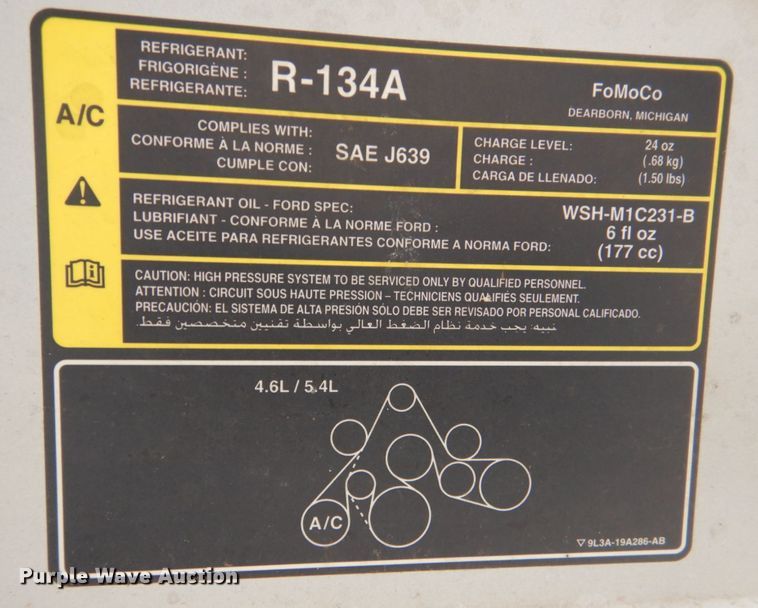 A/C
REFRIGERANT:
FRIGORIGÈNE :
REFRIGERANTE:
R-134A
FoMoCo
DEARBORN, MICHIGAN
COMPLIES WITH:
CONFORME À LA NORME :
CUMPLE CON:
SAE J639
CHARGE LEVEL: 24 oz
CHARGE : (.68 kg)
CARGA DE LLENADO: (1.50 lbs)
REFRIGERANT OIL - FORD SPEC:
LUBRIFIANT - CONFORME À LA NORME FORD :
USE ACEITE PARA REFRIGERANTES CONFORME A NORMA FORD:
WSH-M1C231-B
6 fl oz
(177 cc)
CAUTION: HIGH PRESSURE SYSTEM TO BE SERVICED ONLY BY QUALIFIED PERSONNEL.
ATTENTION : CIRCUIT SOUS HAUTE PRESSION – TECHNICIENS QUALIFIÉS SEULEMENT.
PRECAUCIÓN: EL SISTEMA DE ALTA PRESIÓN SÓLO DEBE SER REVISADO POR PERSONAL CALIFICADO.
تنبيه: يجب خدمة نظام الضغط العالي بواسطة تقنيين متخصصين فقط.
4.6L / 5.4L
A/C
▽ 9L3A-19A286-AB
Purple Wave Auction